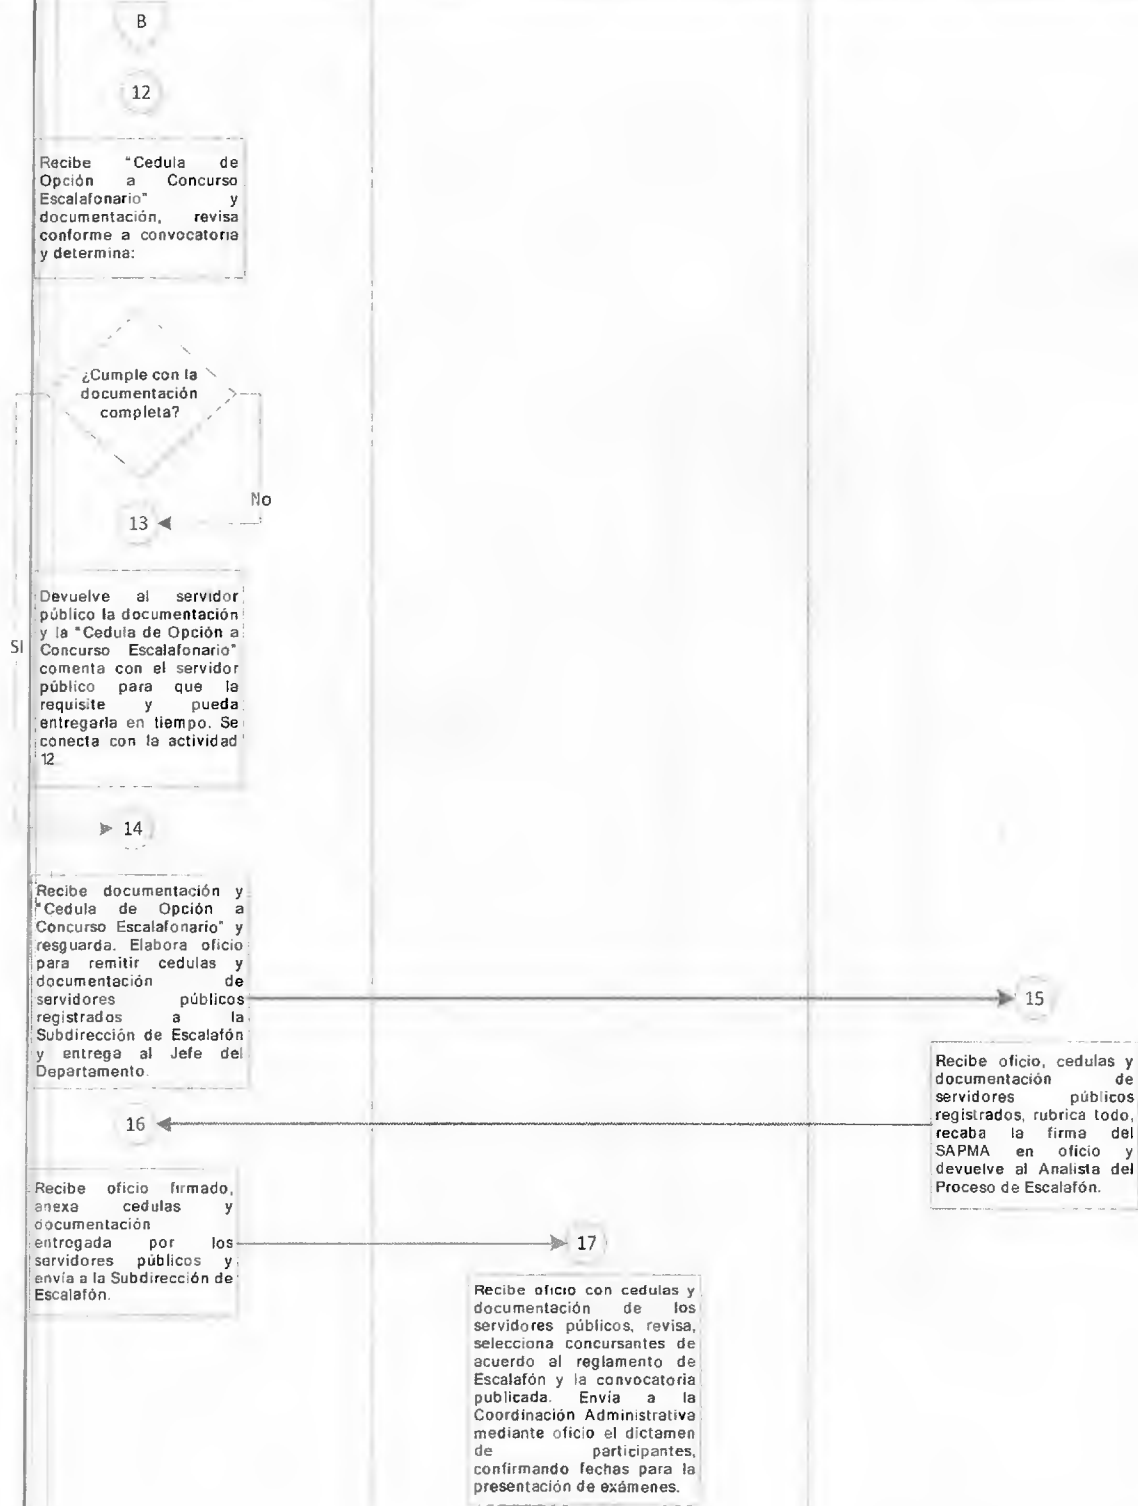 B
12
Recibe "Cedula de
Opción a Concurso
Escalafonario" y
documentación, revisa
conforme a convocatoria
y determina:
¿Cumple con la
documentación
completa?
No
13
Devuelve al servidor
público la documentación
y la "Cedula de Opción a
Concurso Escalafonario"
comenta con el servidor
público para que la
requisite y pueda
entregarla en tiempo. Se
conecta con la actividad
12
SI
14
Recibe documentación y
"Cedula de Opción a
Concurso Escalafonario" y
resguarda. Elabora oficio
para remitir cedulas y
documentación de
servidores públicos
registrados a la
Subdirección de Escalafón
y entrega al Jefe del
Departamento.
15
Recibe oficio, cedulas y
documentación de
servidores públicos
registrados, rubrica todo,
recaba la firma del
SAPMA en oficio y
devuelve al Analista del
Proceso de Escalafón.
16
Recibe oficio firmado,
anexa cedulas y
documentación
entregada por los
servidores públicos y
envía a la Subdirección de
Escalafón.
17
Recibe oficio con cedulas y
documentación de los
servidores públicos, revisa,
selecciona concursantes de
acuerdo al reglamento de
Escalafón y la convocatoria
publicada. Envía a la
Coordinación Administrativa
mediante oficio el dictamen
de participantes,
confirmando fechas para la
presentación de exámenes.